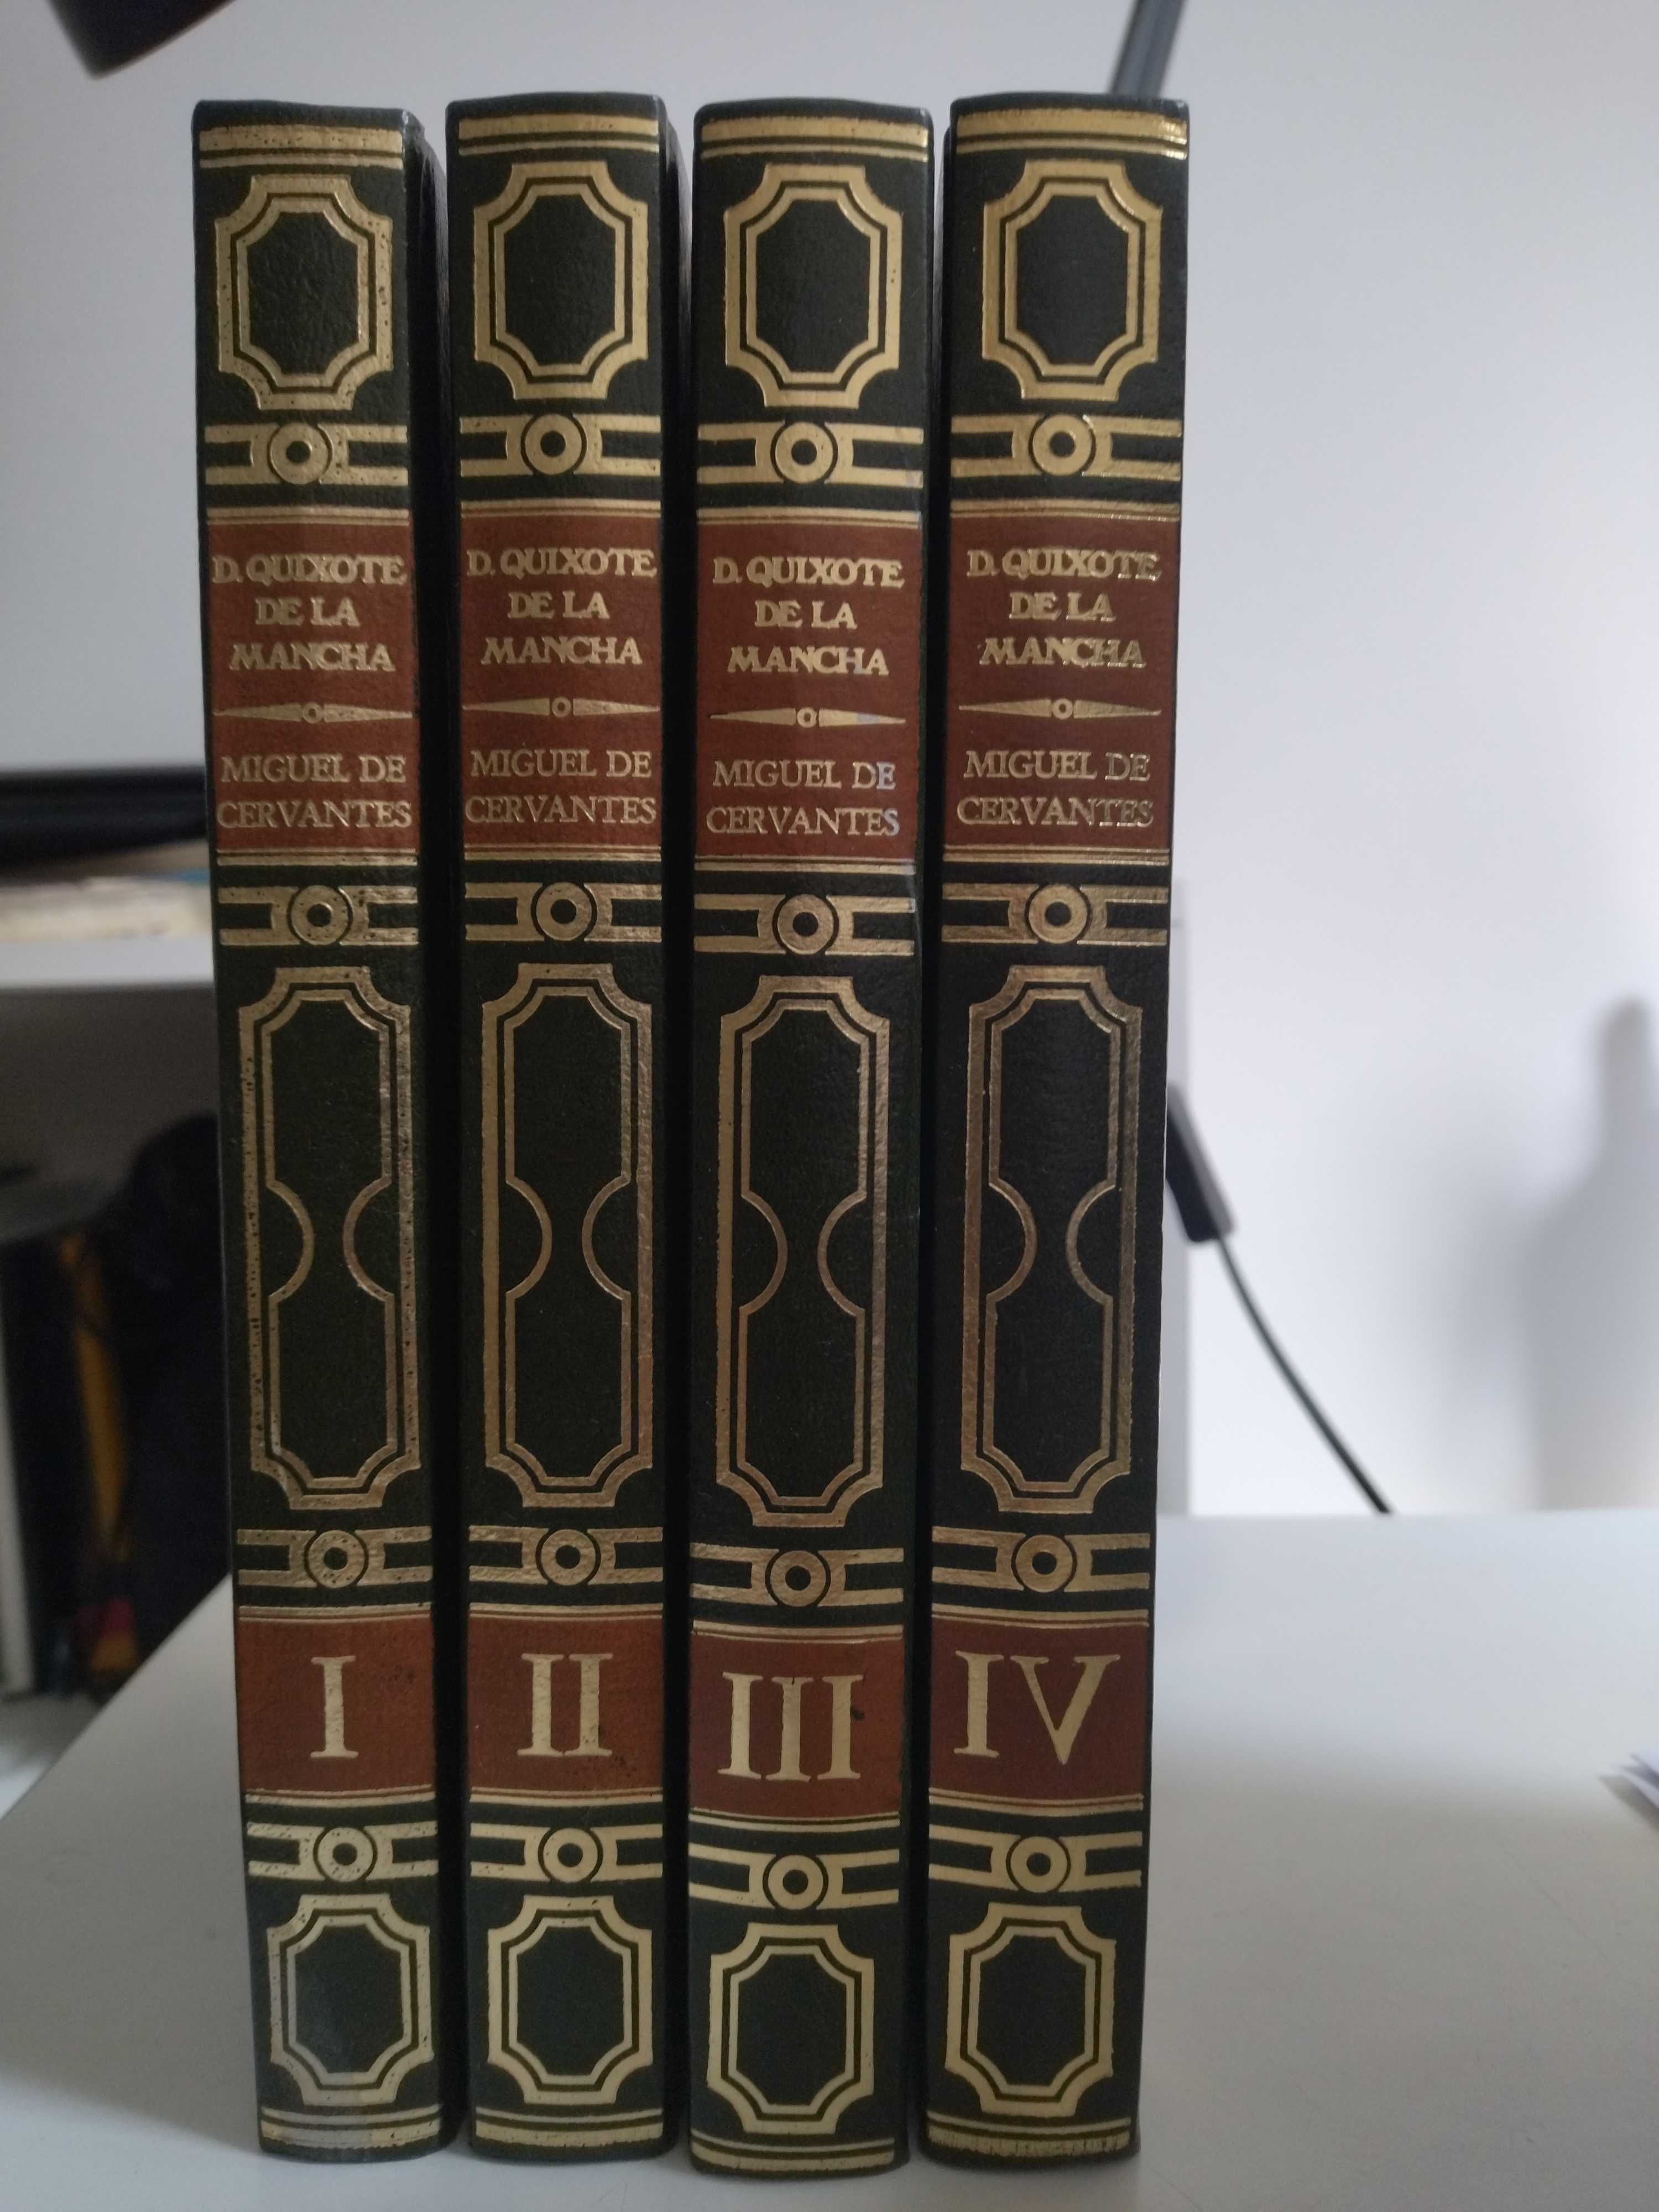 D. QUIXOTE
DE LA
MANCHA
MIGUEL DE
CERVANTES
I
D. QUIXOTE
DE LA
MANCHA
MIGUEL DE
CERVANTES
II
D. QUIXOTE
DE LA
MANCHA
MIGUEL DE
CERVANTES
III
D. QUIXOTE
DE LA
MANCHA
MIGUEL DE
CERVANTES
IV